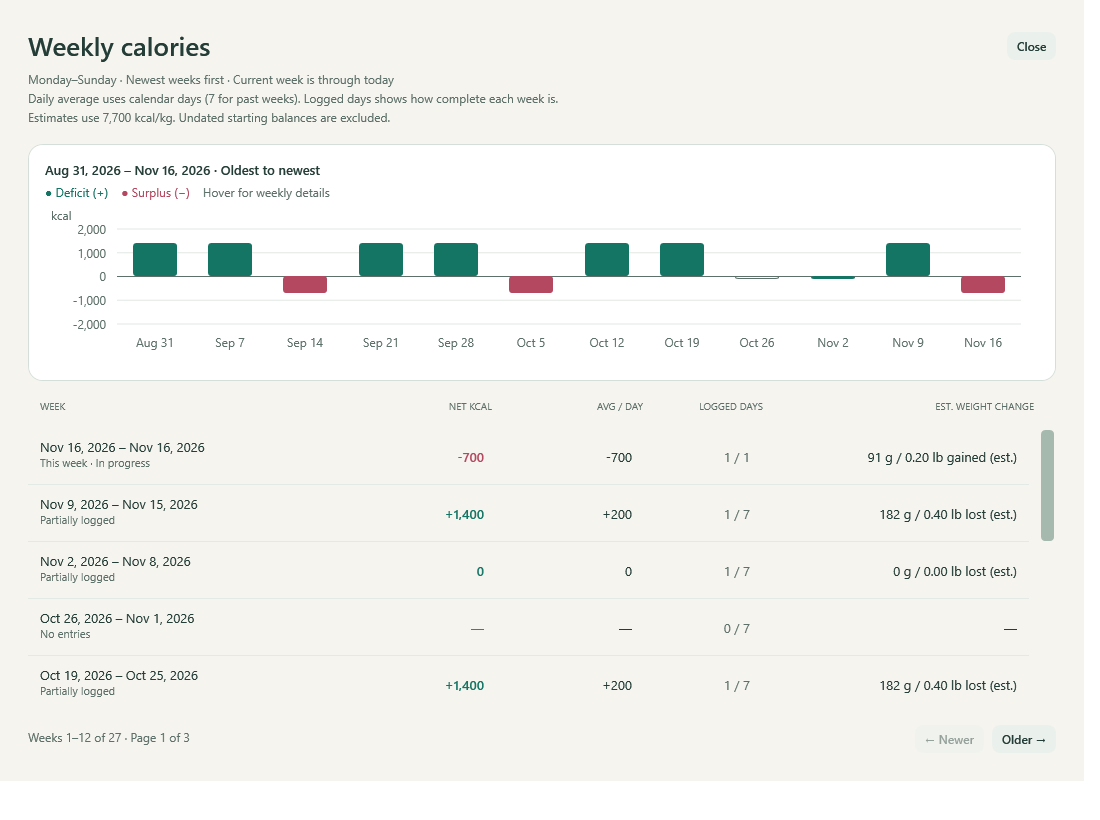 Weekly calories
Close
Monday–Sunday · Newest weeks first · Current week is through today
Daily average uses calendar days (7 for past weeks). Logged days shows how complete each week is.
Estimates use 7,700 kcal/kg. Undated starting balances are excluded.
Aug 31, 2026 – Nov 16, 2026 · Oldest to newest
● Deficit (+) ● Surplus (−) Hover for weekly details
kcal
2,000
1,000
0
-1,000
-2,000
Aug 31 Sep 7 Sep 14 Sep 21 Sep 28 Oct 5 Oct 12 Oct 19 Oct 26 Nov 2 Nov 9 Nov 16
WEEK NET KCAL AVG / DAY LOGGED DAYS EST. WEIGHT CHANGE
Nov 16, 2026 – Nov 16, 2026
This week · In progress
-700 -700 1 / 1 91 g / 0.20 lb gained (est.)
Nov 9, 2026 – Nov 15, 2026
Partially logged
+1,400 +200 1 / 7 182 g / 0.40 lb lost (est.)
Nov 2, 2026 – Nov 8, 2026
Partially logged
0 0 1 / 7 0 g / 0.00 lb lost (est.)
Oct 26, 2026 – Nov 1, 2026
No entries
— — 0 / 7 —
Oct 19, 2026 – Oct 25, 2026
Partially logged
+1,400 +200 1 / 7 182 g / 0.40 lb lost (est.)
Weeks 1–12 of 27 · Page 1 of 3
← Newer
Older →